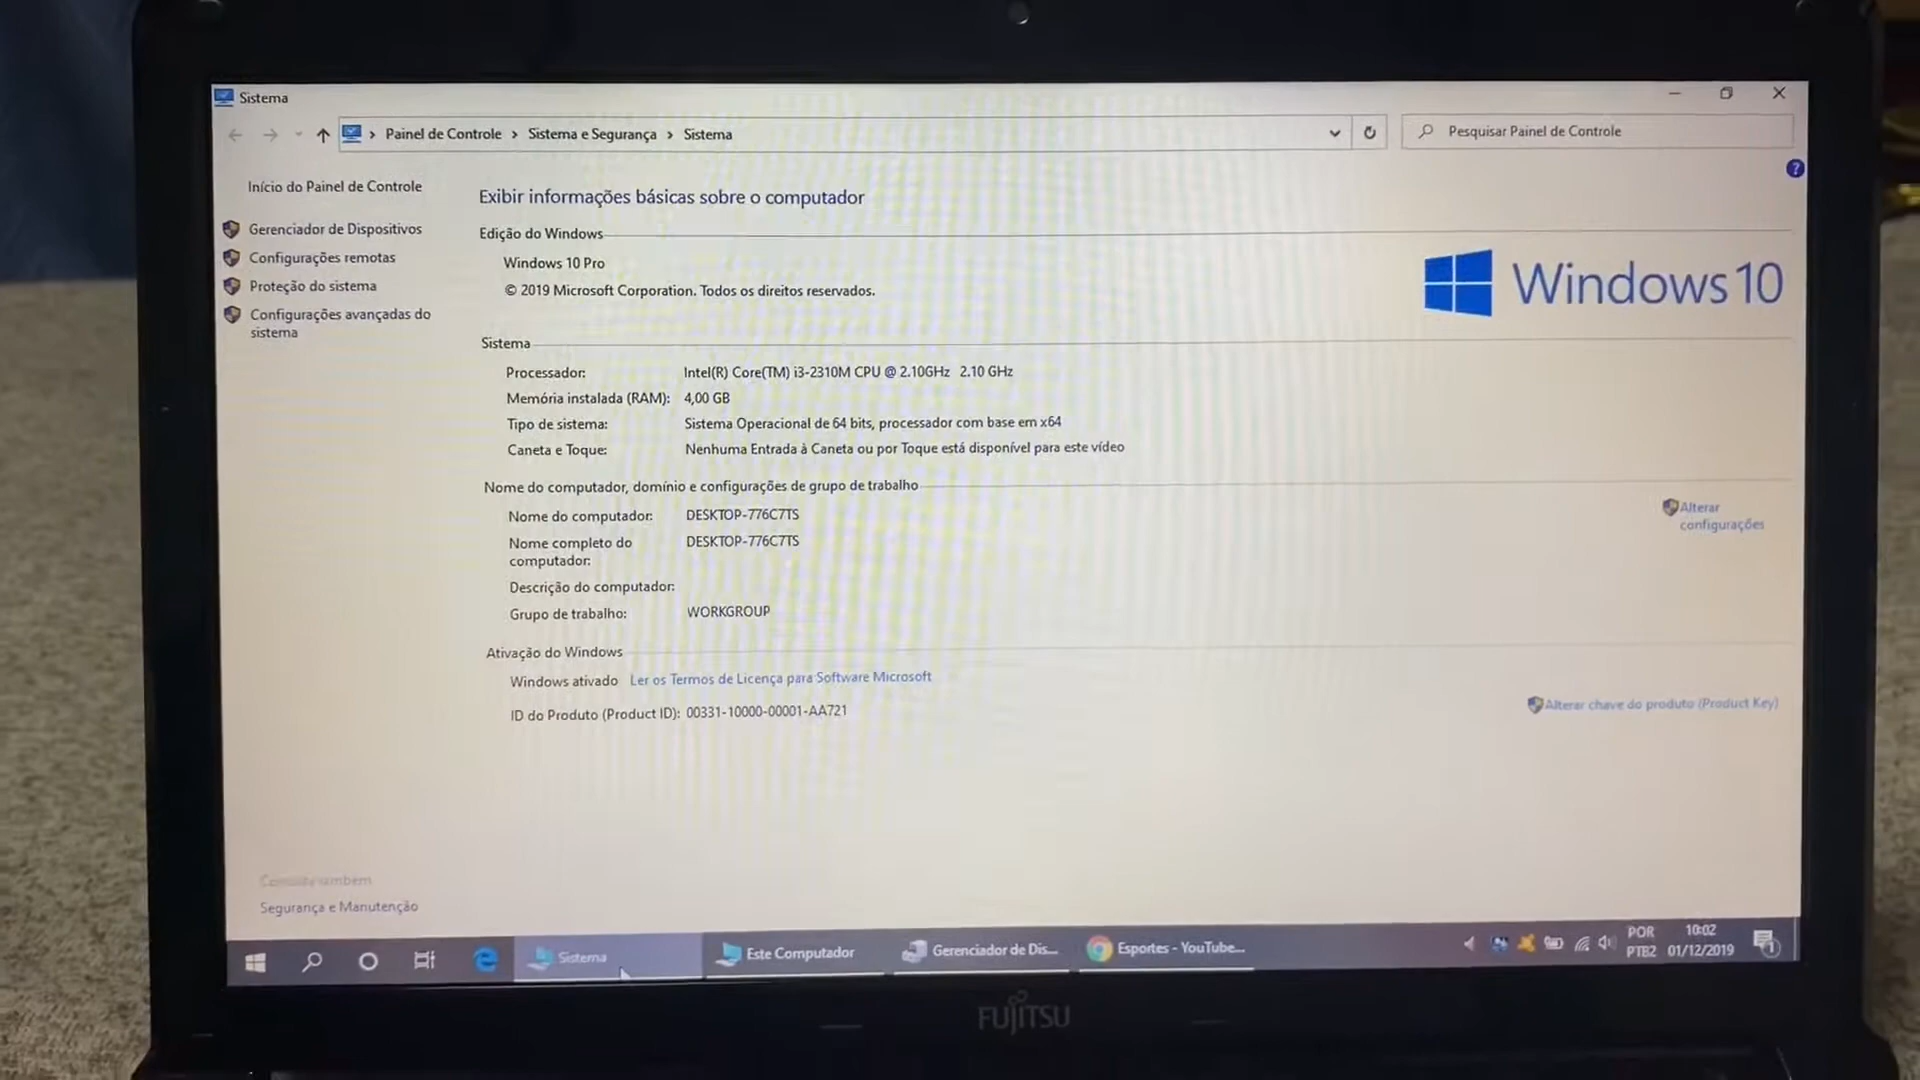 Sistema
Painel de Controle > Sistema e Segurança > Sistema
Pesquisar Painel de Controle
?
Início do Painel de Controle
Gerenciador de Dispositivos
Configurações remotas
Proteção do sistema
Configurações avançadas do
sistema
Exibir informações básicas sobre o computador
Edição do Windows
Windows 10 Pro
© 2019 Microsoft Corporation. Todos os direitos reservados.
Windows 10
Sistema
Processador: Intel(R) Core(TM) i3-2310M CPU @ 2.10GHz 2.10 GHz
Memória instalada (RAM): 4,00 GB
Tipo de sistema: Sistema Operacional de 64 bits, processador com base em x64
Caneta e Toque: Nenhuma Entrada à Caneta ou por Toque está disponível para este vídeo
Nome do computador, domínio e configurações de grupo de trabalho
Nome do computador: DESKTOP-776C7TS
Nome completo do
computador: DESKTOP-776C7TS
Descrição do computador:
Grupo de trabalho: WORKGROUP
Alterar
configurações
Ativação do Windows
Windows ativado Ler os Termos de Licença para Software Microsoft
ID do Produto (Product ID): 00331-10000-00001-AA721
Alterar chave do produto (Product Key)
Consulte também
Segurança e Manutenção
Sistema
Este Computador
Gerenciador de Dis...
Esportes - YouTube...
POR
PTB2
10:02
01/12/2019
1
FUJITSU